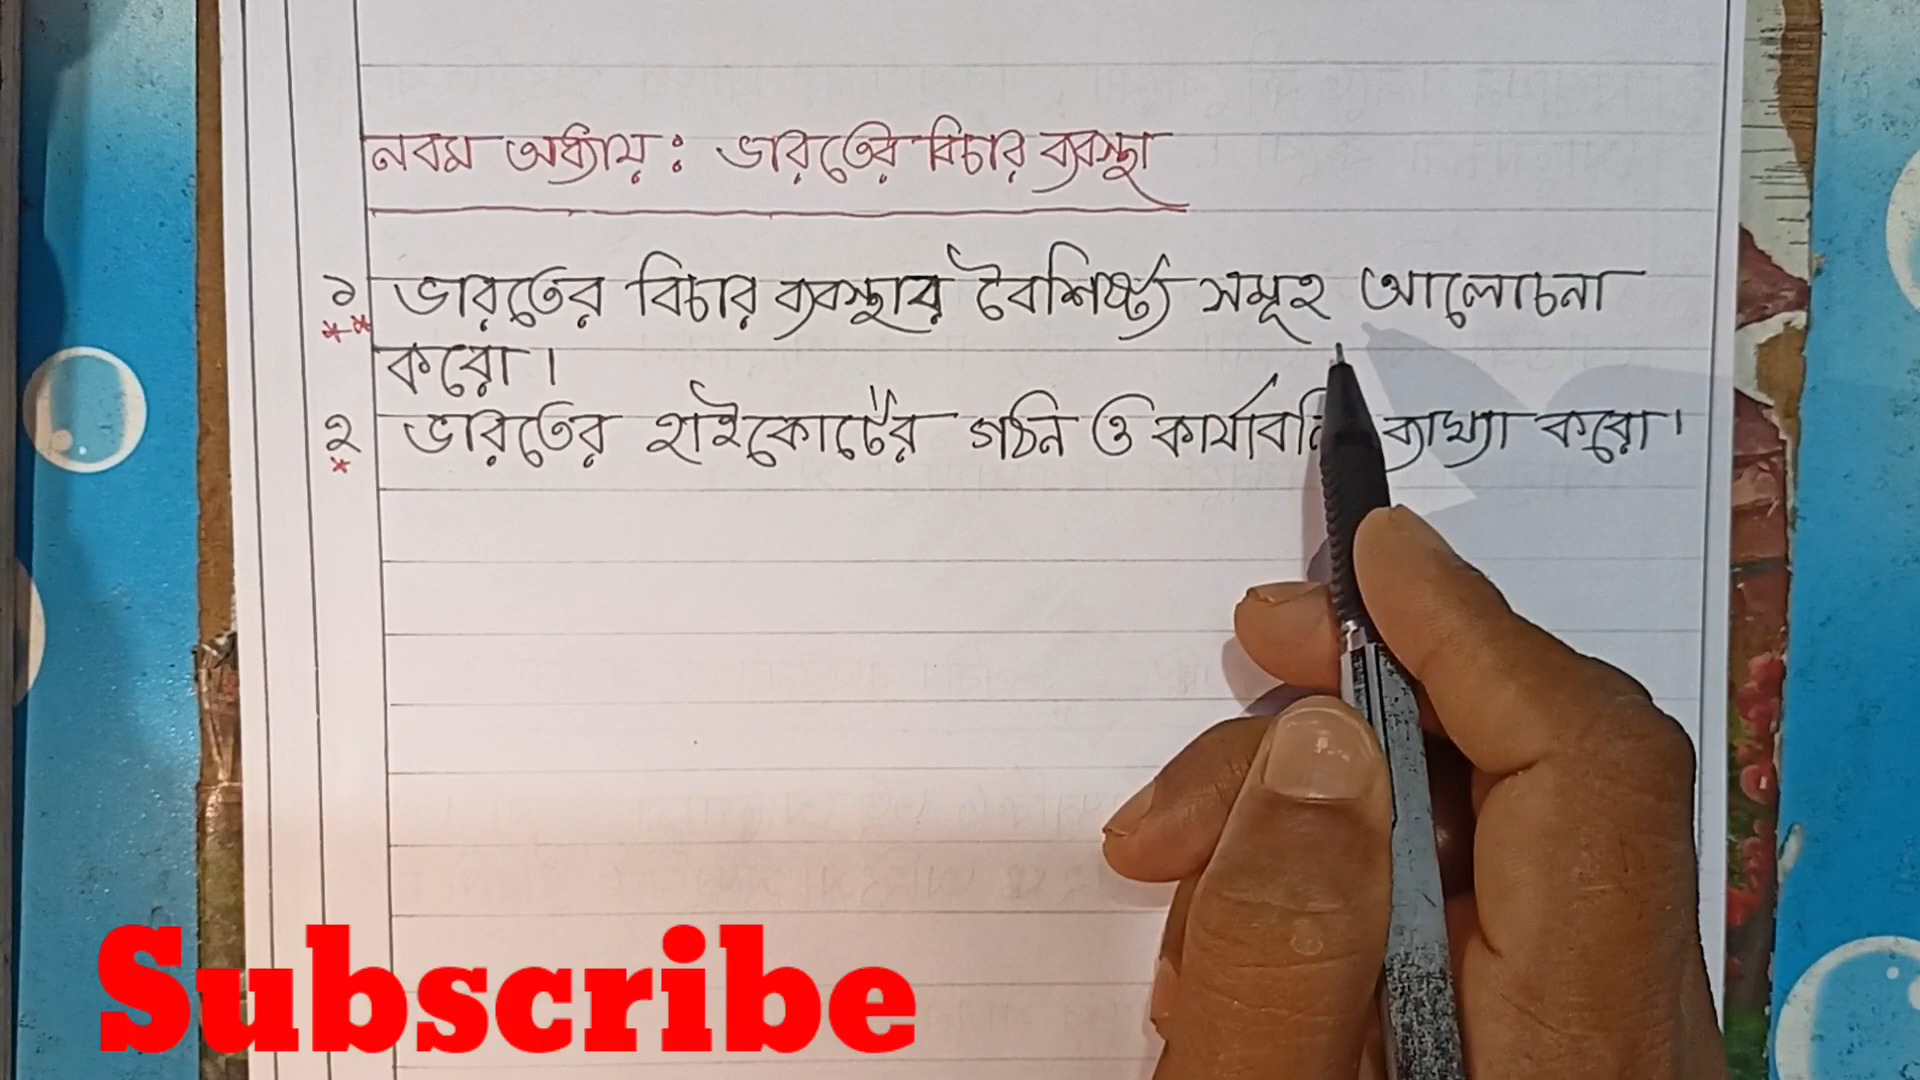 নবম অধ্যায়: ভারতের বিচার ব্যবস্থা
১| ভারতের বিচার ব্যবস্থার বৈশিষ্ট্য সমূহ আলোচনা
** করো।
২| ভারতের হাইকোর্টের গঠন ও কার্যাবলি ব্যাখ্যা করো।
*
Subscribe